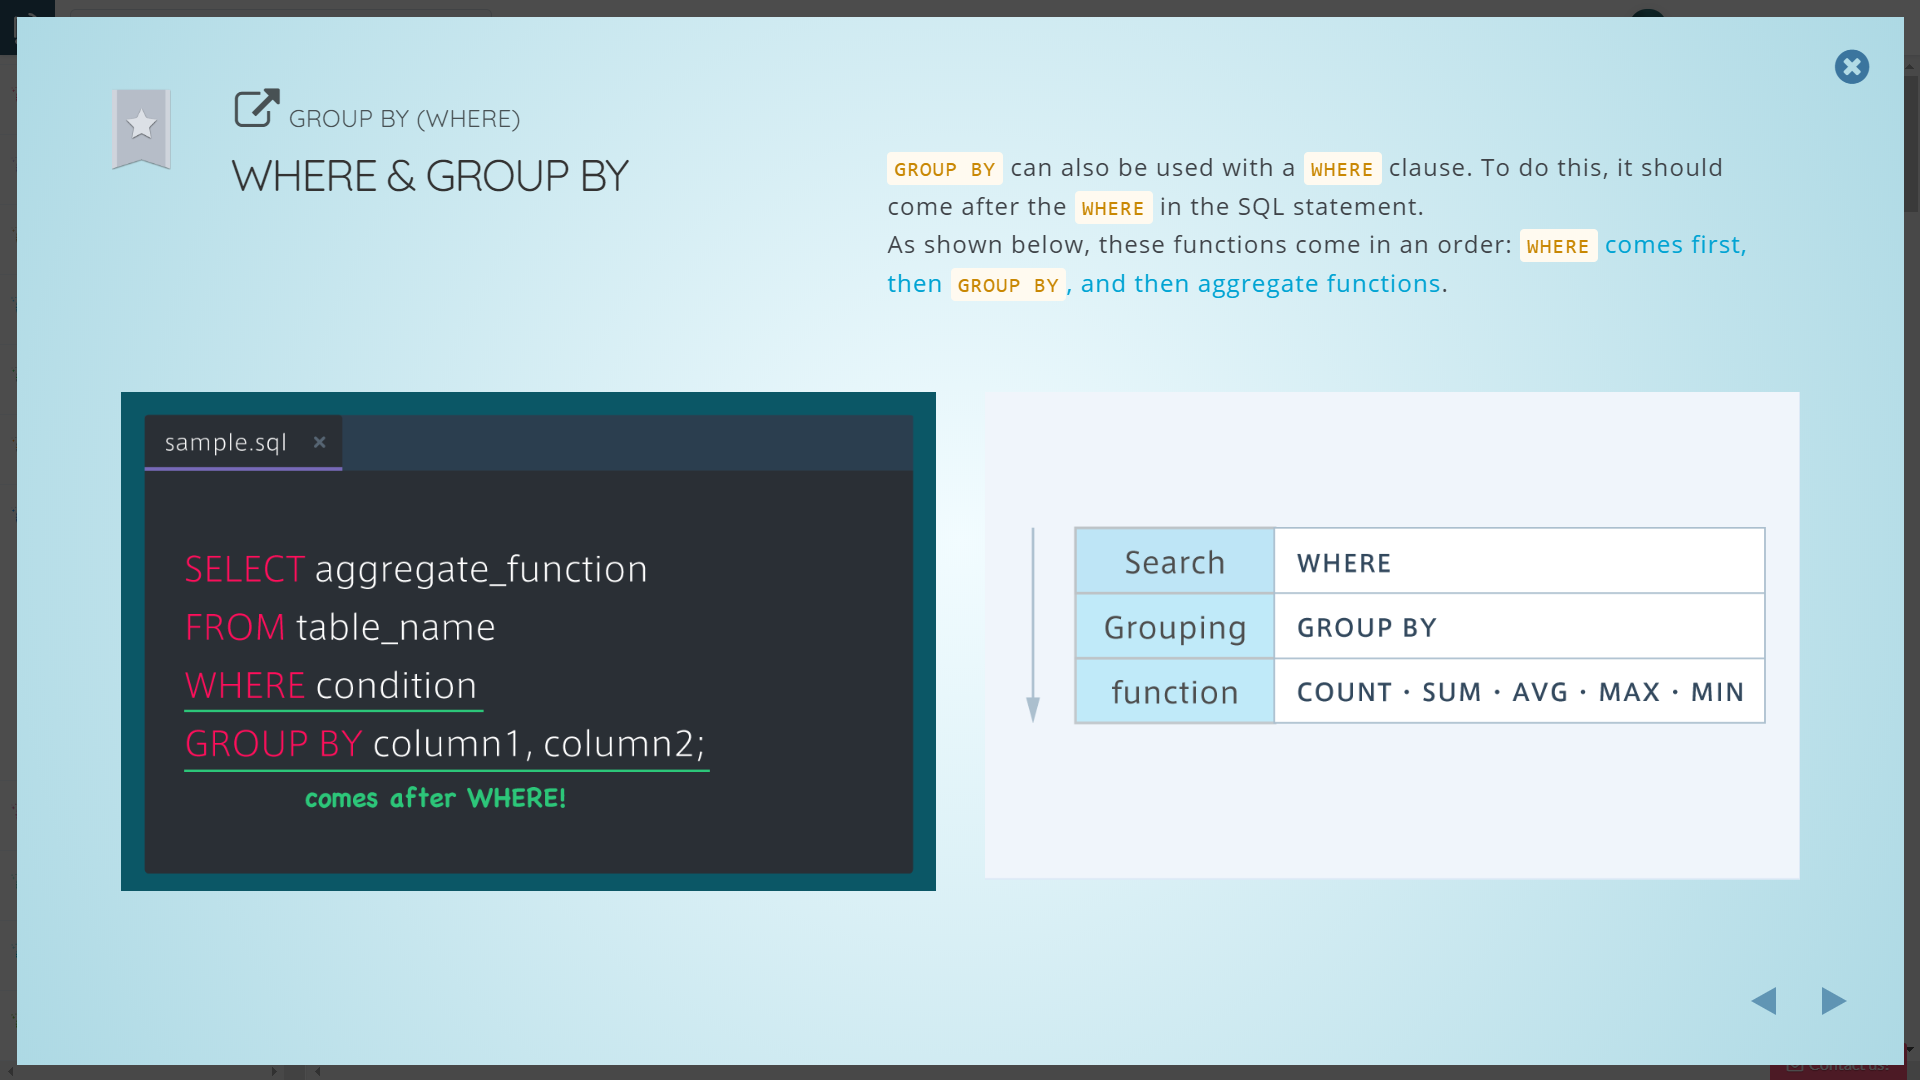 GROUP BY (WHERE)
WHERE & GROUP BY
GROUP BY can also be used with a WHERE clause. To do this, it should
come after the WHERE in the SQL statement.
As shown below, these functions come in an order: WHERE comes first,
then GROUP BY, and then aggregate functions.
sample.sql
SELECT aggregate_function
FROM table_name
WHERE condition
GROUP BY column1, column2;
comes after WHERE!
Search WHERE
Grouping GROUP BY
function COUNT · SUM · AVG · MAX · MIN
Contact us!